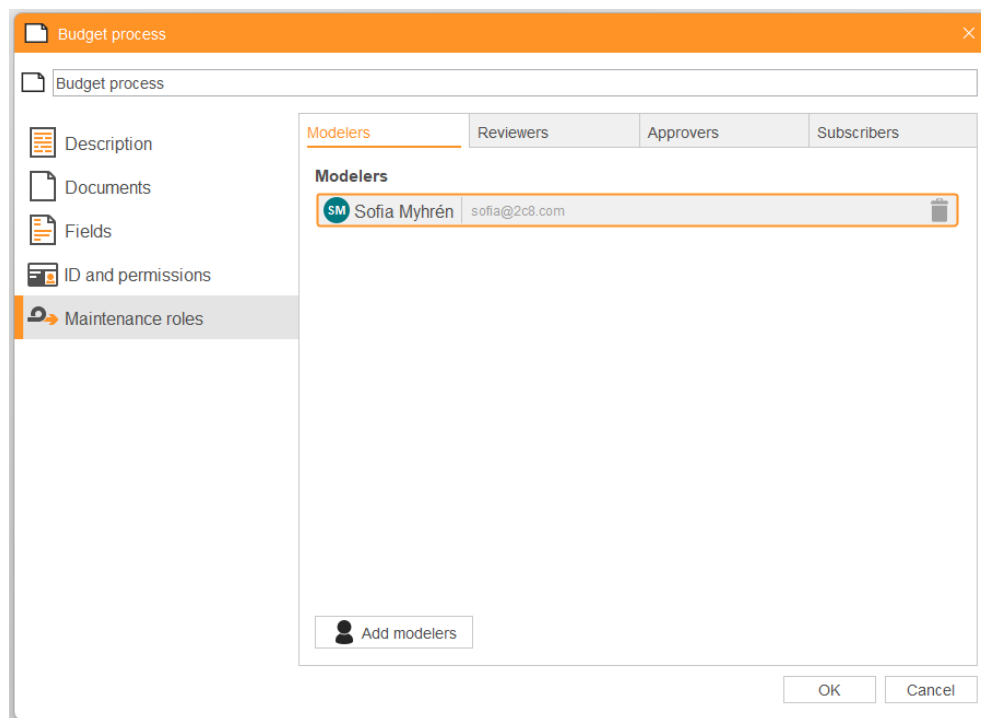 Budget process
Budget process
Description
Documents
Fields
ID and permissions
Maintenance roles
Modelers Reviewers Approvers Subscribers
Modelers
SM Sofia Myhrén sofia@2c8.com
Add modelers
OK Cancel